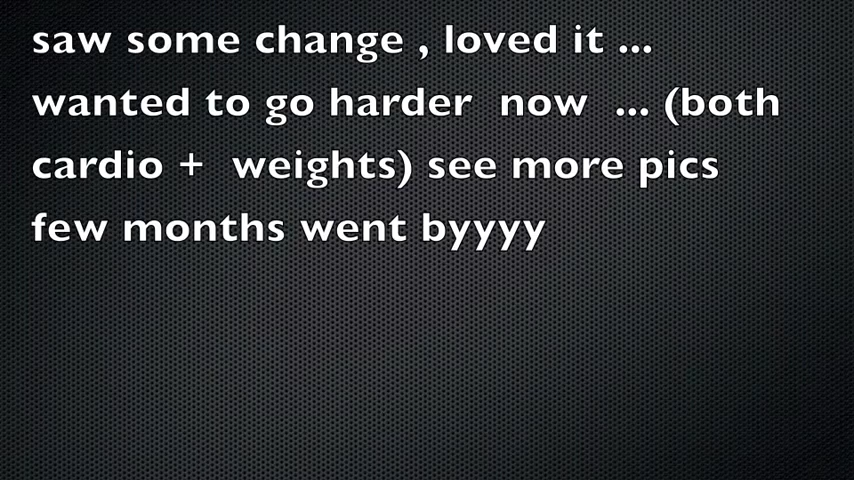 saw some change , loved it ...
wanted to go harder  now  ... (both
cardio +  weights) see more pics
few months went byyyy